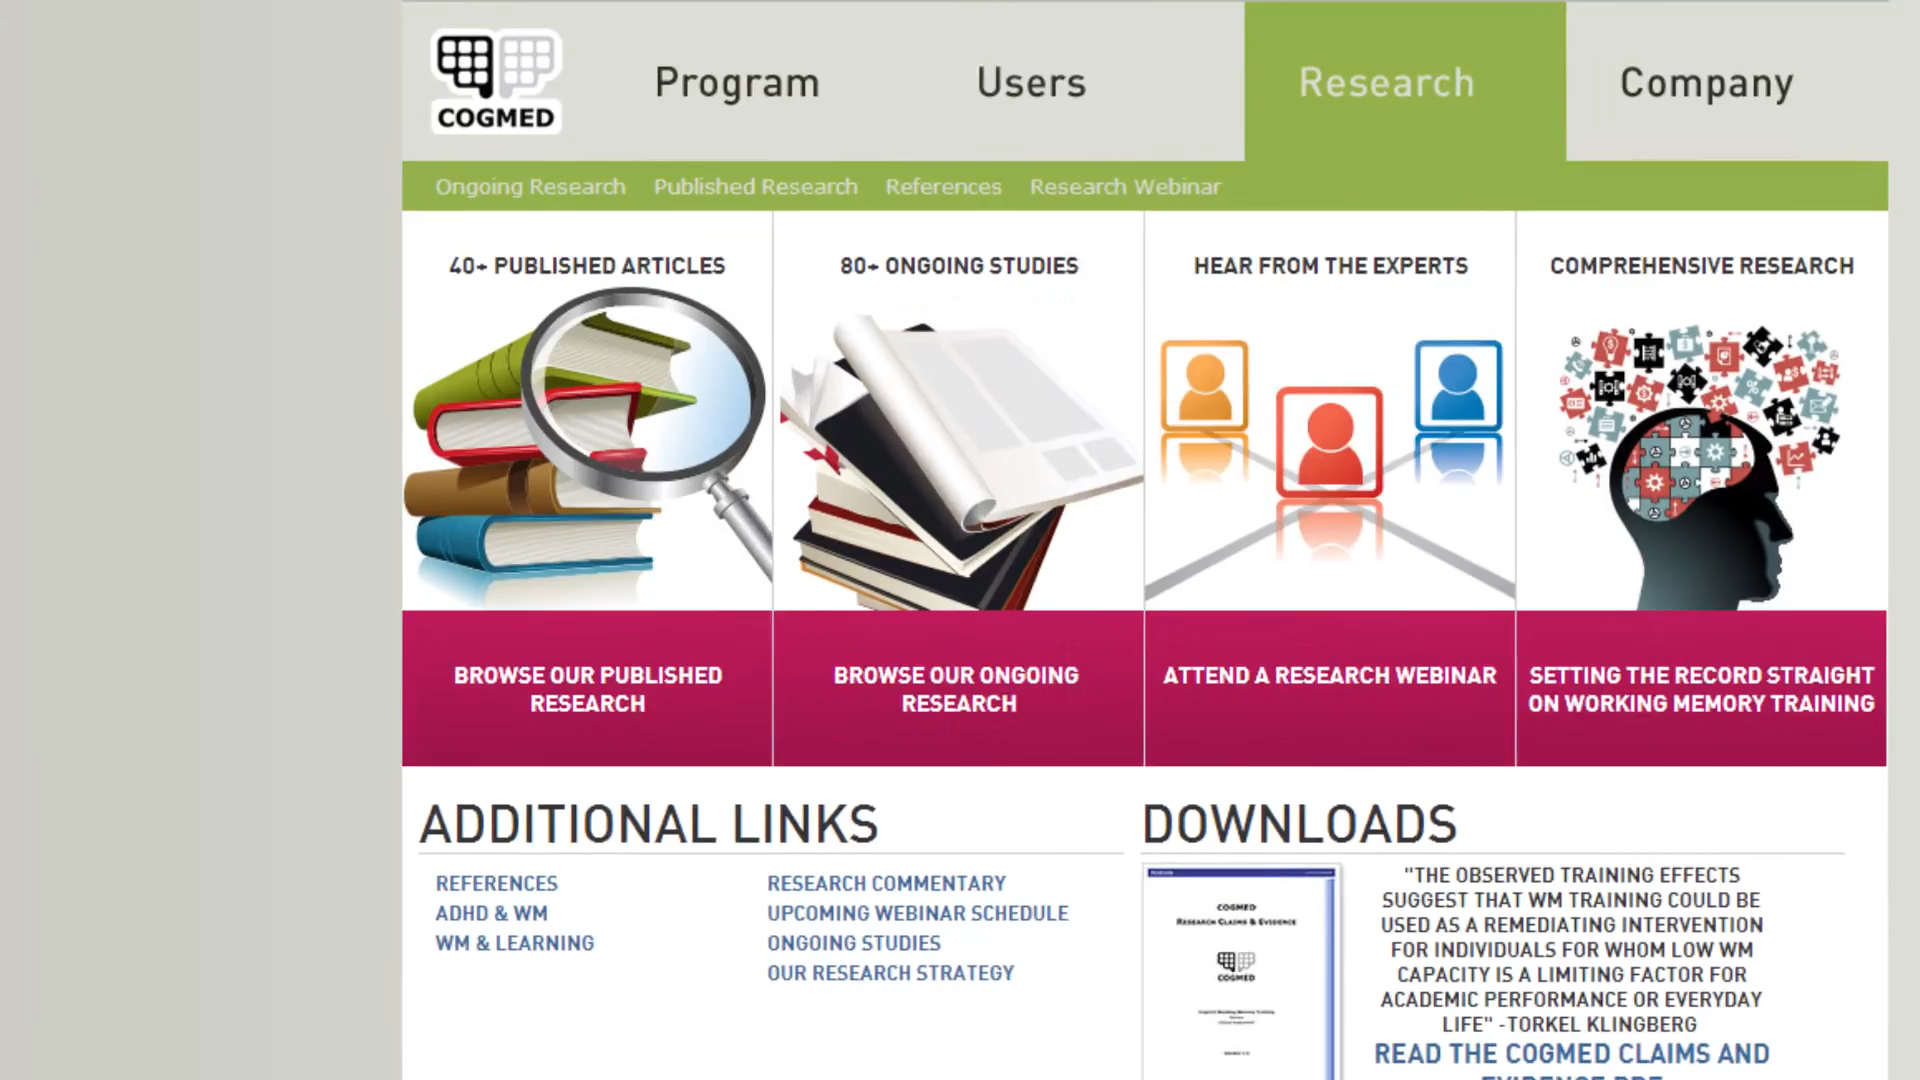 COGMED
Program
Users
Research
Company
Ongoing Research
Published Research
References
Research Webinar
40+ PUBLISHED ARTICLES
80+ ONGOING STUDIES
HEAR FROM THE EXPERTS
COMPREHENSIVE RESEARCH
BROWSE OUR PUBLISHED
RESEARCH
BROWSE OUR ONGOING
RESEARCH
ATTEND A RESEARCH WEBINAR
SETTING THE RECORD STRAIGHT
ON WORKING MEMORY TRAINING
ADDITIONAL LINKS
REFERENCES
ADHD & WM
WM & LEARNING
RESEARCH COMMENTARY
UPCOMING WEBINAR SCHEDULE
ONGOING STUDIES
OUR RESEARCH STRATEGY
DOWNLOADS
COGMED
RESEARCH CLAIMS & EVIDENCE
COGMED
"THE OBSERVED TRAINING EFFECTS
SUGGEST THAT WM TRAINING COULD BE
USED AS A REMEDIATING INTERVENTION
FOR INDIVIDUALS FOR WHOM LOW WM
CAPACITY IS A LIMITING FACTOR FOR
ACADEMIC PERFORMANCE OR EVERYDAY
LIFE" -TORKEL KLINGBERG
READ THE COGMED CLAIMS AND